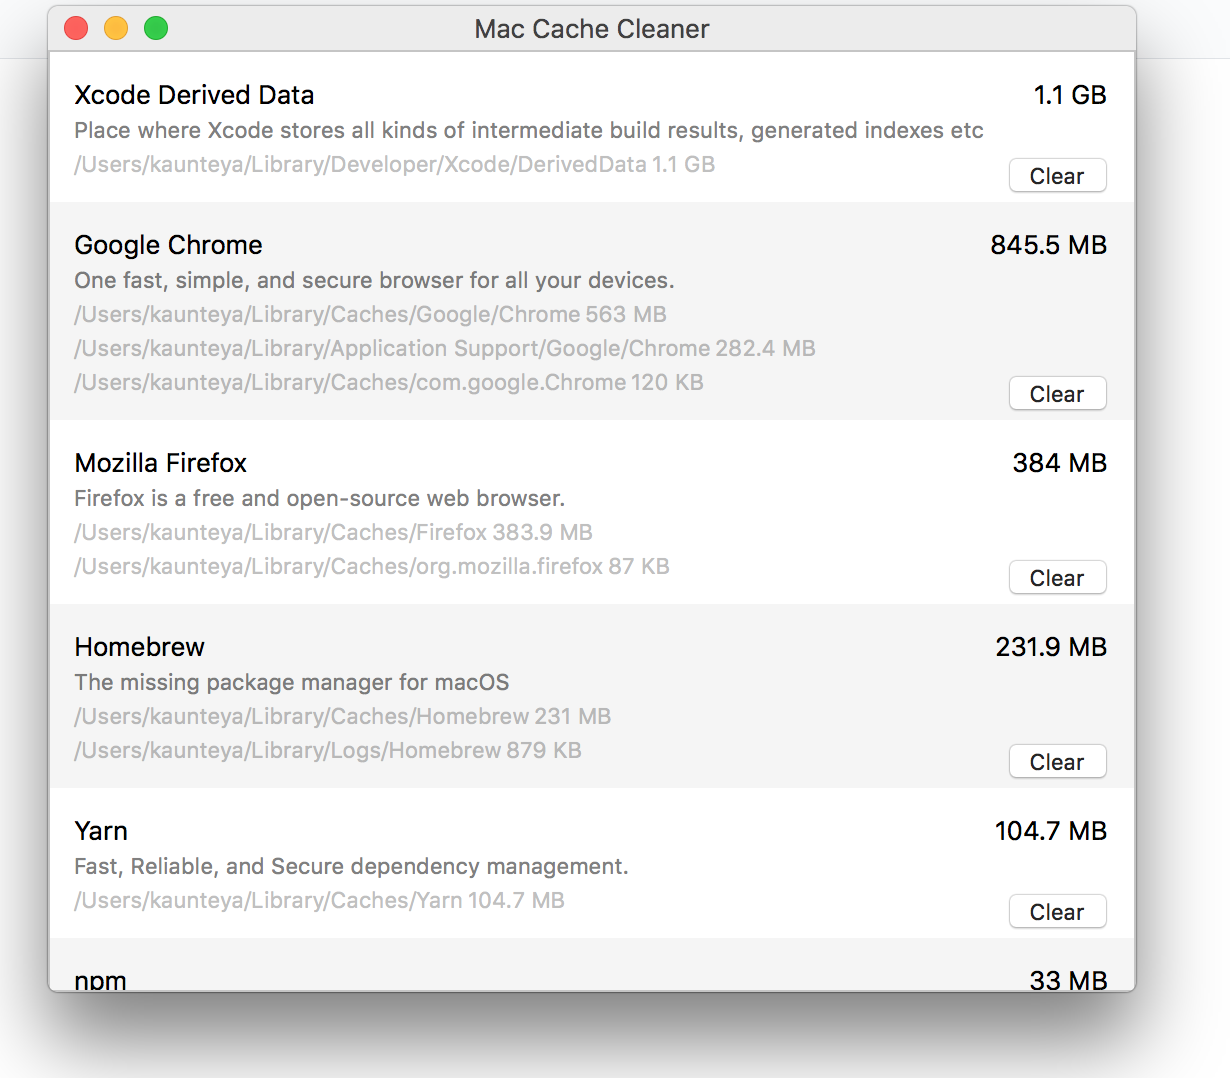 Mac Cache Cleaner
Xcode Derived Data 1.1 GB
Place where Xcode stores all kinds of intermediate build results, generated indexes etc
/Users/kaunteya/Library/Developer/Xcode/DerivedData 1.1 GB
Clear
Google Chrome 845.5 MB
One fast, simple, and secure browser for all your devices.
/Users/kaunteya/Library/Caches/Google/Chrome 563 MB
/Users/kaunteya/Library/Application Support/Google/Chrome 282.4 MB
/Users/kaunteya/Library/Caches/com.google.Chrome 120 KB
Clear
Mozilla Firefox 384 MB
Firefox is a free and open-source web browser.
/Users/kaunteya/Library/Caches/Firefox 383.9 MB
/Users/kaunteya/Library/Caches/org.mozilla.firefox 87 KB
Clear
Homebrew 231.9 MB
The missing package manager for macOS
/Users/kaunteya/Library/Caches/Homebrew 231 MB
/Users/kaunteya/Library/Logs/Homebrew 879 KB
Clear
Yarn 104.7 MB
Fast, Reliable, and Secure dependency management.
/Users/kaunteya/Library/Caches/Yarn 104.7 MB
Clear
npm 33 MB